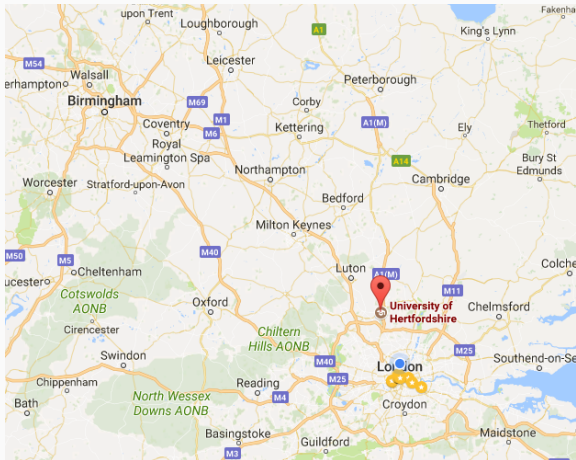 upon Trent
Loughborough
A1
King's Lynn
Fakenha
Leicester
M54
Walsall
erhampton
Peterborough
Birmingham
M69
Corby
M1
Coventry
M6
Kettering
A1(M)
Ely
Thetford
Royal
Leamington Spa
A14
Bury St
Edmunds
Northampton
Cambridge
Worcester
Stratford-upon-Avon
Bedford
Milton Keynes
M50
M5
M40
Cheltenham
Luton
A1(M)
Colche
ucester
M11
Cotswolds
AONB
Oxford
University of
Hertfordshire
Chelmsford
Cirencester
Chiltern
Hills AONB
M25
Swindon
M40
London
Southend-on-Se
Chippenham
Reading
M25
M4
North Wessex
Downs AONB
Croydon
Bath
Basingstoke
Maidstone
M3
Guildford